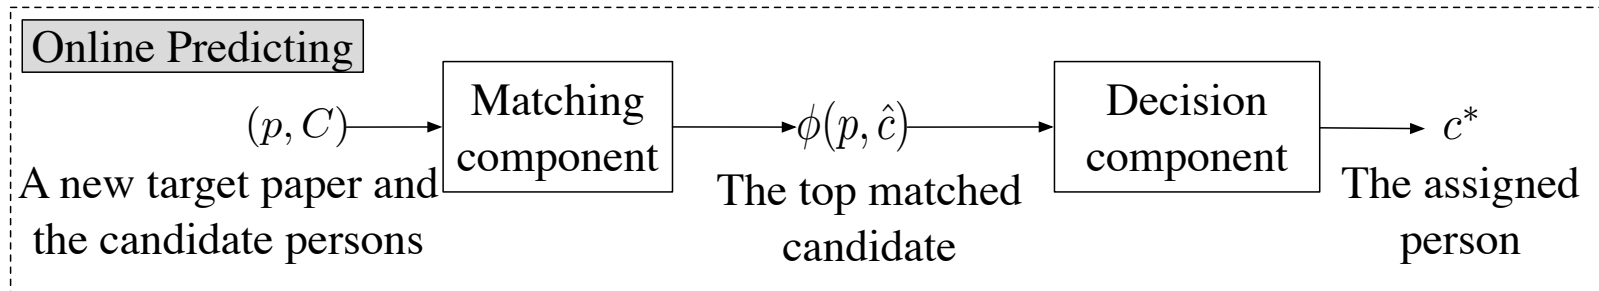 Online Predicting
(p, C)
Matching
component
ϕ(p, ĉ)
Decision
component
c*
A new target paper and
the candidate persons
The top matched
candidate
The assigned
person